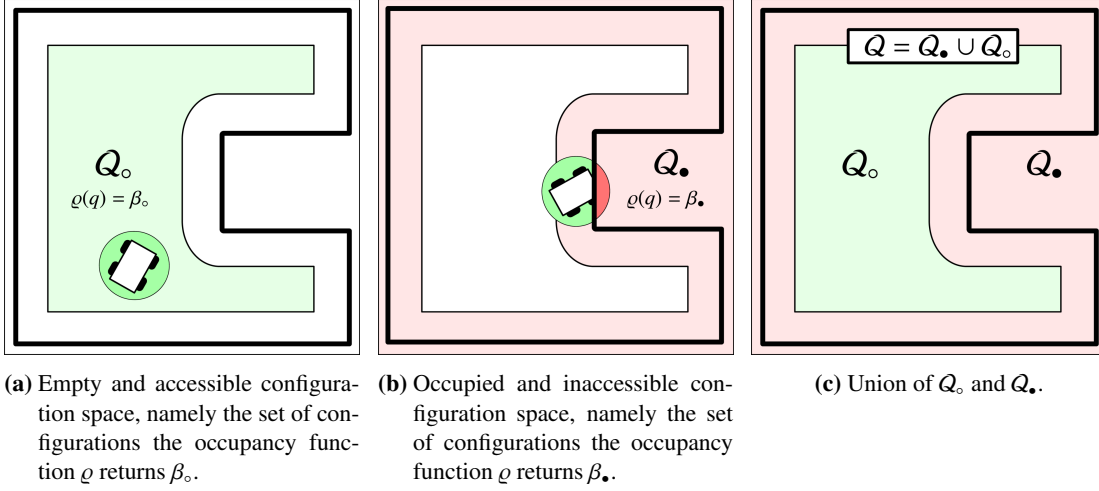 𝒬∘
ϱ(q) = β∘
𝒬•
ϱ(q) = β•
𝒬 = 𝒬• ∪ 𝒬∘
𝒬∘
𝒬•
(a) Empty and accessible configura-
tion space, namely the set of con-
figurations the occupancy func-
tion ϱ returns β∘.
(b) Occupied and inaccessible con-
figuration space, namely the set
of configurations the occupancy
function ϱ returns β•.
(c) Union of 𝒬∘ and 𝒬•.